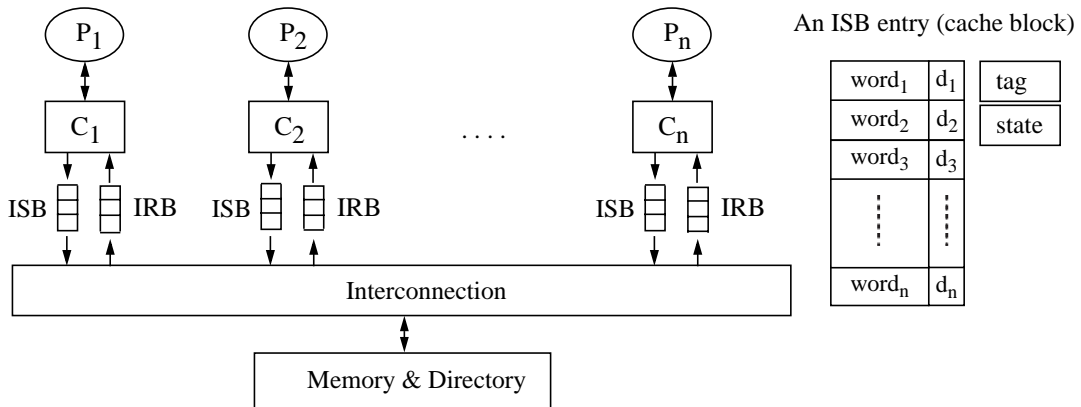 P1 P2 Pn
An ISB entry (cache block)
word1 d1 tag
C1 C2 . . . . Cn
word2 d2 state
word3 d3
ISB IRB ISB IRB ISB IRB
wordn dn
Interconnection
Memory & Directory